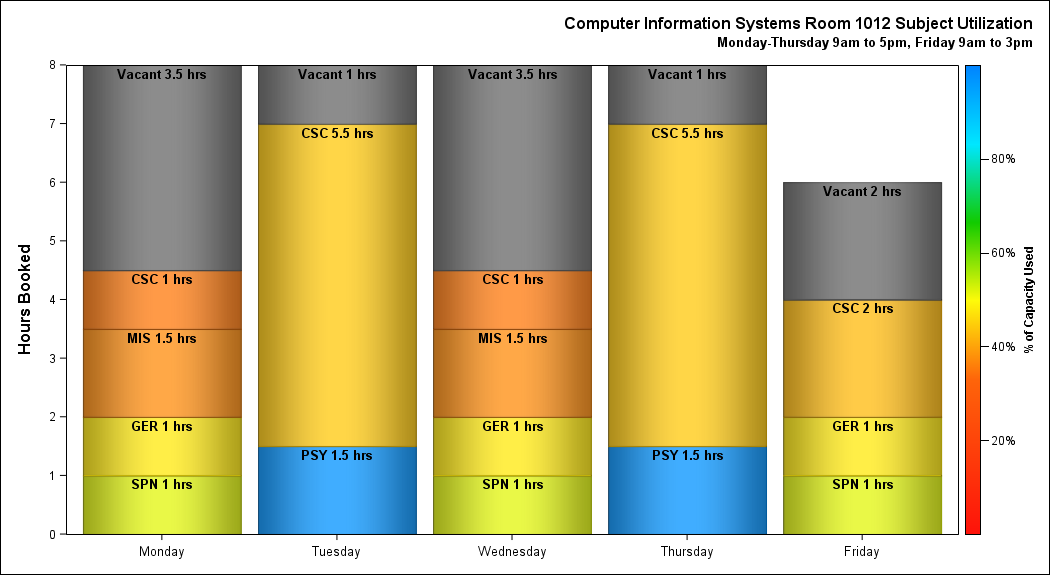 Computer Information Systems Room 1012 Subject Utilization
Monday-Thursday 9am to 5pm, Friday 9am to 3pm
Hours Booked
8
7
6
5
4
3
2
1
0
Vacant 3.5 hrs
CSC 1 hrs
MIS 1.5 hrs
GER 1 hrs
SPN 1 hrs
Monday
Vacant 1 hrs
CSC 5.5 hrs
PSY 1.5 hrs
Tuesday
Vacant 3.5 hrs
CSC 1 hrs
MIS 1.5 hrs
GER 1 hrs
SPN 1 hrs
Wednesday
Vacant 1 hrs
CSC 5.5 hrs
PSY 1.5 hrs
Thursday
Vacant 2 hrs
CSC 2 hrs
GER 1 hrs
SPN 1 hrs
Friday
80%
60%
40%
20%
% of Capacity Used